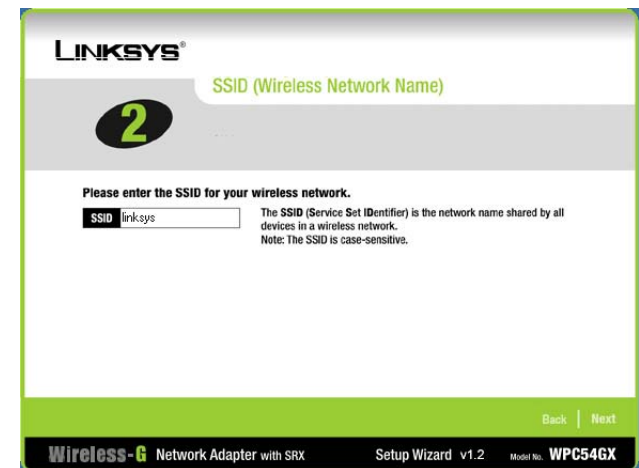 LINKSYS®
SSID (Wireless Network Name)
2
Please enter the SSID for your wireless network.
SSID linksys
The SSID (Service Set IDentifier) is the network name shared by all
devices in a wireless network.
Note: The SSID is case-sensitive.
Back | Next
Wireless-G Network Adapter with SRX Setup Wizard v1.2 Model No. WPC54GX